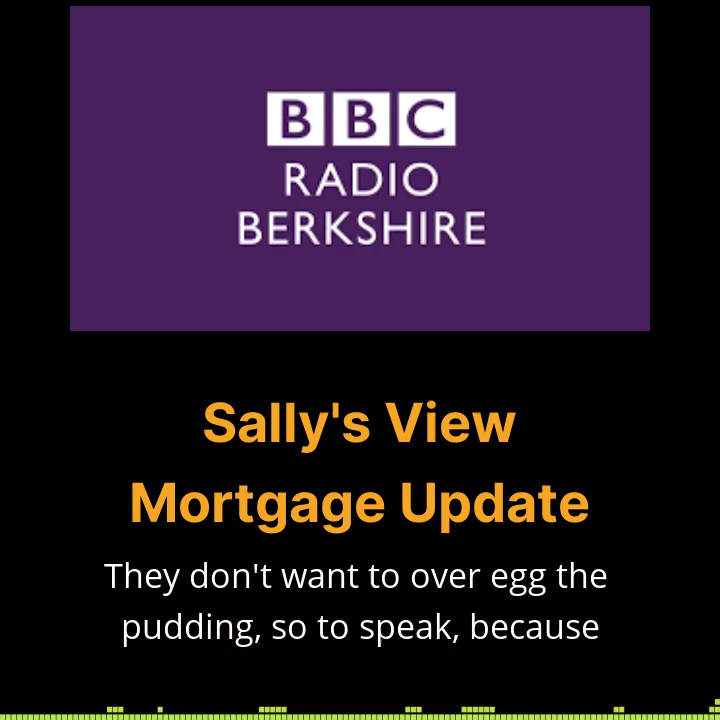 BBC
RADIO
BERKSHIRE
Sally's View
Mortgage Update
They don't want to over egg the
pudding, so to speak, because